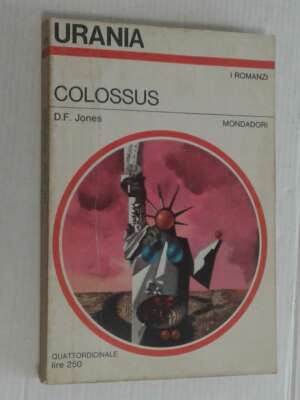 URANIA
I ROMANZI
COLOSSUS
D.F. Jones
MONDADORI
QUATTORDICINALE
lire 250